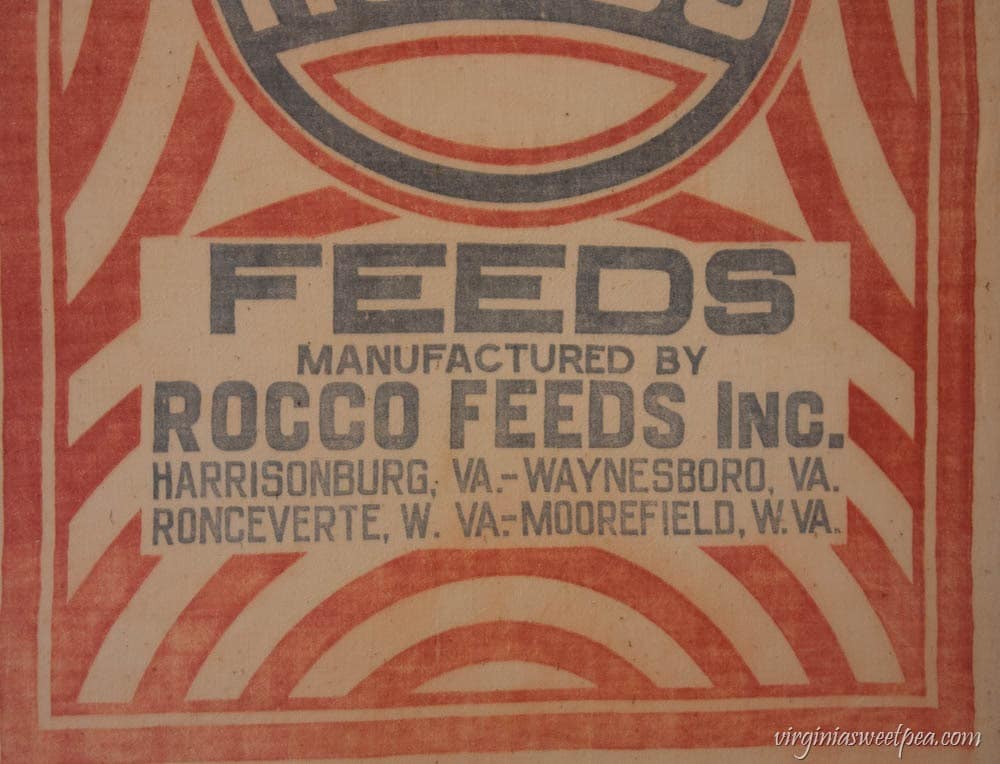 FEEDS
MANUFACTURED BY
ROCCO FEEDS INC.
HARRISONBURG, VA.-WAYNESBORO, VA.
RONCEVERTE, W. VA.-MOOREFIELD, W.VA.
virginiasweetpea.com